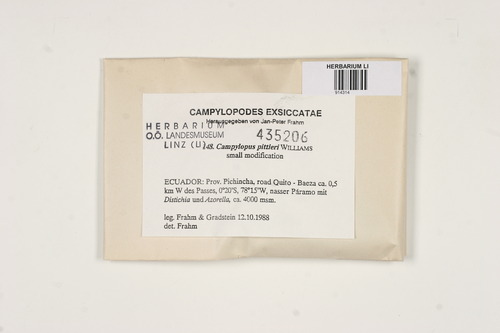 HERBARIUM LI
914314
CAMPYLOPODES EXSICCATAE
Herausgegeben von Jan-Peter Frahm
HERBARIUM
O.Ö. LANDESMUSEUM
435206
LINZ (LI)
148. Campylopus pittieri WILLIAMS
small modification
ECUADOR: Prov. Pichincha, road Quito - Baeza ca. 0,5
km W des Passes, 0°20'S, 78°15'W, nasser Páramo mit
Distichia und Azorella, ca. 4000 msm.
leg. Frahm & Gradstein 12.10.1988
det. Frahm